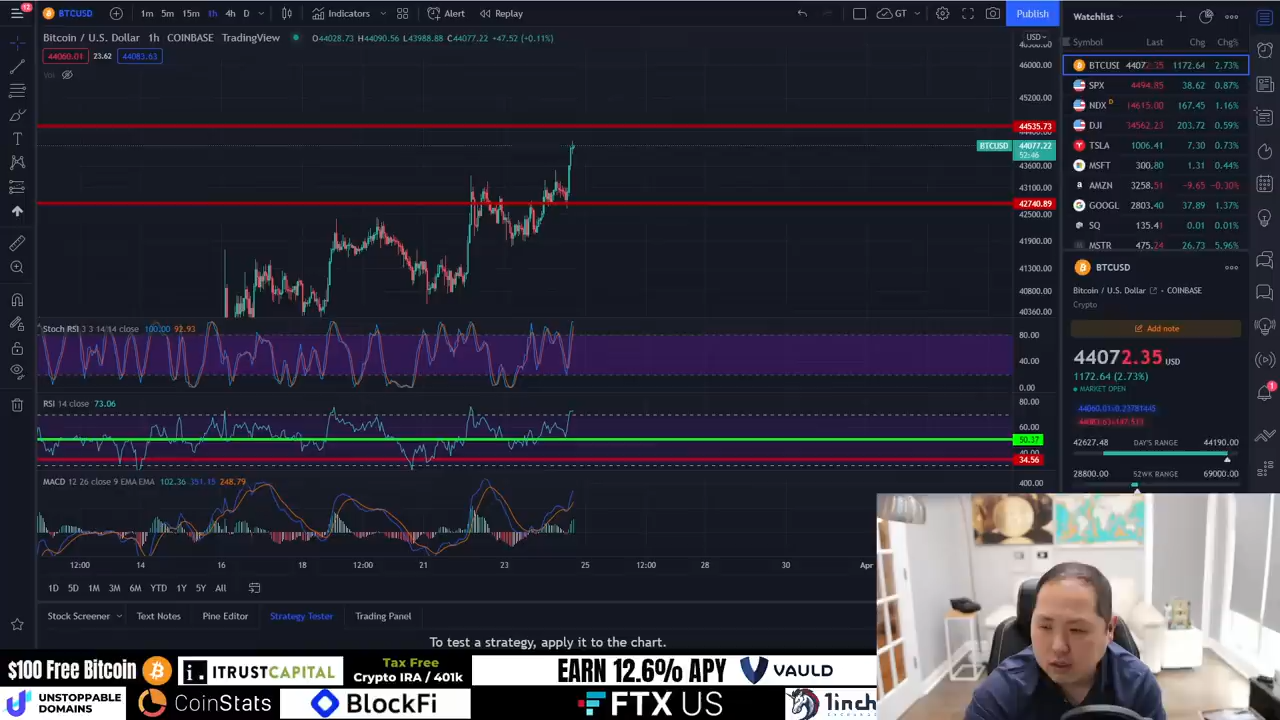 12
BTCUSD
1m 5m 15m 1h 4h D
Indicators
Alert
Replay
GT
Publish
Bitcoin / U.S. Dollar 1h COINBASE TradingView
O44028.73 H44090.56 L43988.88 C44077.22 +47.52 (+0.11%)
44060.01 23.62 44083.63
Vol
USD
46000.00
45200.00
44535.73
BTCUSD 44077.22
52:46
43600.00
43100.00
42740.89
42500.00
41900.00
41300.00
40800.00
40360.00
Stoch RSI 3 3 14 14 close 100.00 92.93
80.00
40.00
0.00
RSI 14 close 73.06
80.00
60.00
50.37
40.00
34.56
MACD 12 26 close 9 EMA EMA 102.36 351.15 248.79
400.00
0.00
12:00 14 16 18 12:00 21 23 25 12:00 28 30 Apr
1D 5D 1M 3M 6M YTD 1Y 5Y All
Stock Screener Text Notes Pine Editor Strategy Tester Trading Panel
To test a strategy, apply it to the chart.
Watchlist
Symbol Last Chg Chg%
BTCUSD 44072.35 1172.64 2.73%
SPX 4494.85 38.62 0.87%
NDX D 14615.00 167.45 1.16%
DJI 34562.23 203.72 0.59%
TSLA 1006.41 7.30 0.73%
MSFT 300.80 1.31 0.44%
AMZN 3258.51 -9.65 -0.30%
GOOGL 2803.40 37.89 1.37%
SQ 135.41 0.01 0.01%
MSTR 475.24 26.73 5.96%
BTCUSD
Bitcoin / U.S. Dollar COINBASE
Crypto
Add note
44072.35 USD
1172.64 (2.73%)
MARKET OPEN
44060.01×0.23781445
42627.48 DAY'S RANGE 44190.00
28800.00 52WK RANGE 69000.00
1
$100 Free Bitcoin
iTRUSTCAPITAL
Tax Free
Crypto IRA / 401k
EARN 12.6% APY
VAULD
UNSTOPPABLE
DOMAINS
CoinStats
BlockFi
FTX US
1inch